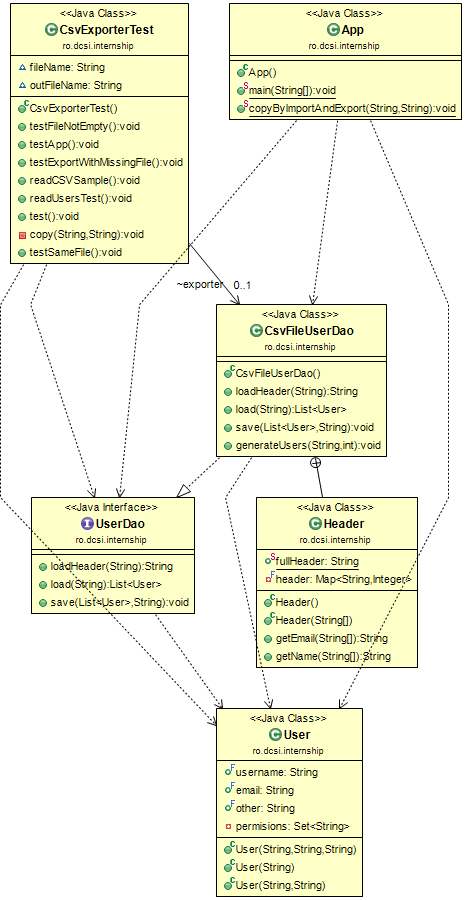 <<Java Class>>
CsvExporterTest
ro.dcsi.internship
fileName: String
outFileName: String
CsvExporterTest()
testFileNotEmpty():void
testApp():void
testExportWithMissingFile():void
readCSVSample():void
readUsersTest():void
test():void
copy(String,String):void
testSameFile():void
<<Java Class>>
App
ro.dcsi.internship
App()
main(String[]):void
copyByImportAndExport(String,String):void
~exporter 0..1
<<Java Class>>
CsvFileUserDao
ro.dcsi.internship
CsvFileUserDao()
loadHeader(String):String
load(String):List<User>
save(List<User>,String):void
generateUsers(String,int):void
<<Java Interface>>
UserDao
ro.dcsi.internship
loadHeader(String):String
load(String):List<User>
save(List<User>,String):void
<<Java Class>>
Header
ro.dcsi.internship
fullHeader: String
header: Map<String,Integer>
Header()
Header(String[])
getEmail(String[]):String
getName(String[]):String
<<Java Class>>
User
ro.dcsi.internship
username: String
email: String
other: String
permisions: Set<String>
User(String,String,String)
User(String)
User(String,String)